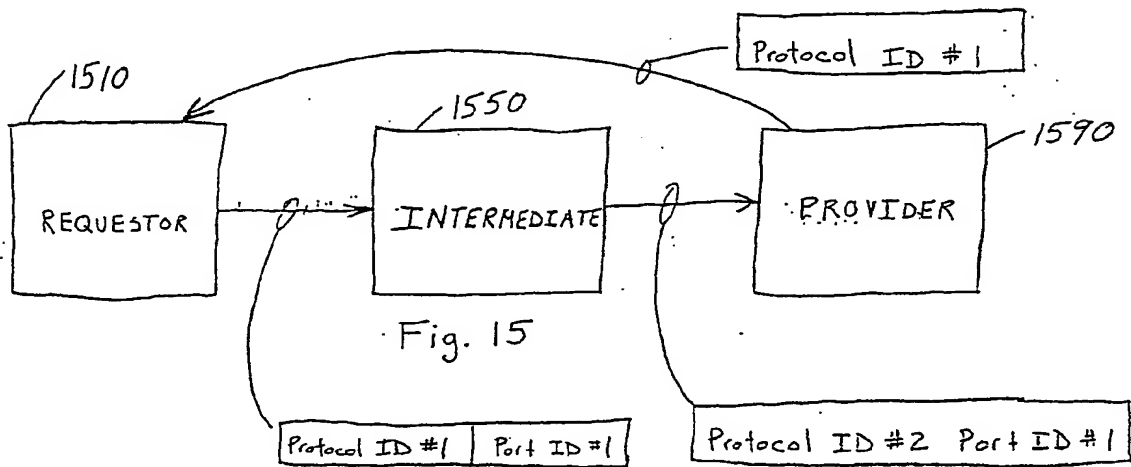 Protocol ID #1
1510
1550
1590
REQUESTOR
INTERMEDIATE
PROVIDER
Fig. 15
Protocol ID #1 Port ID #1
Protocol ID #2 Port ID #1